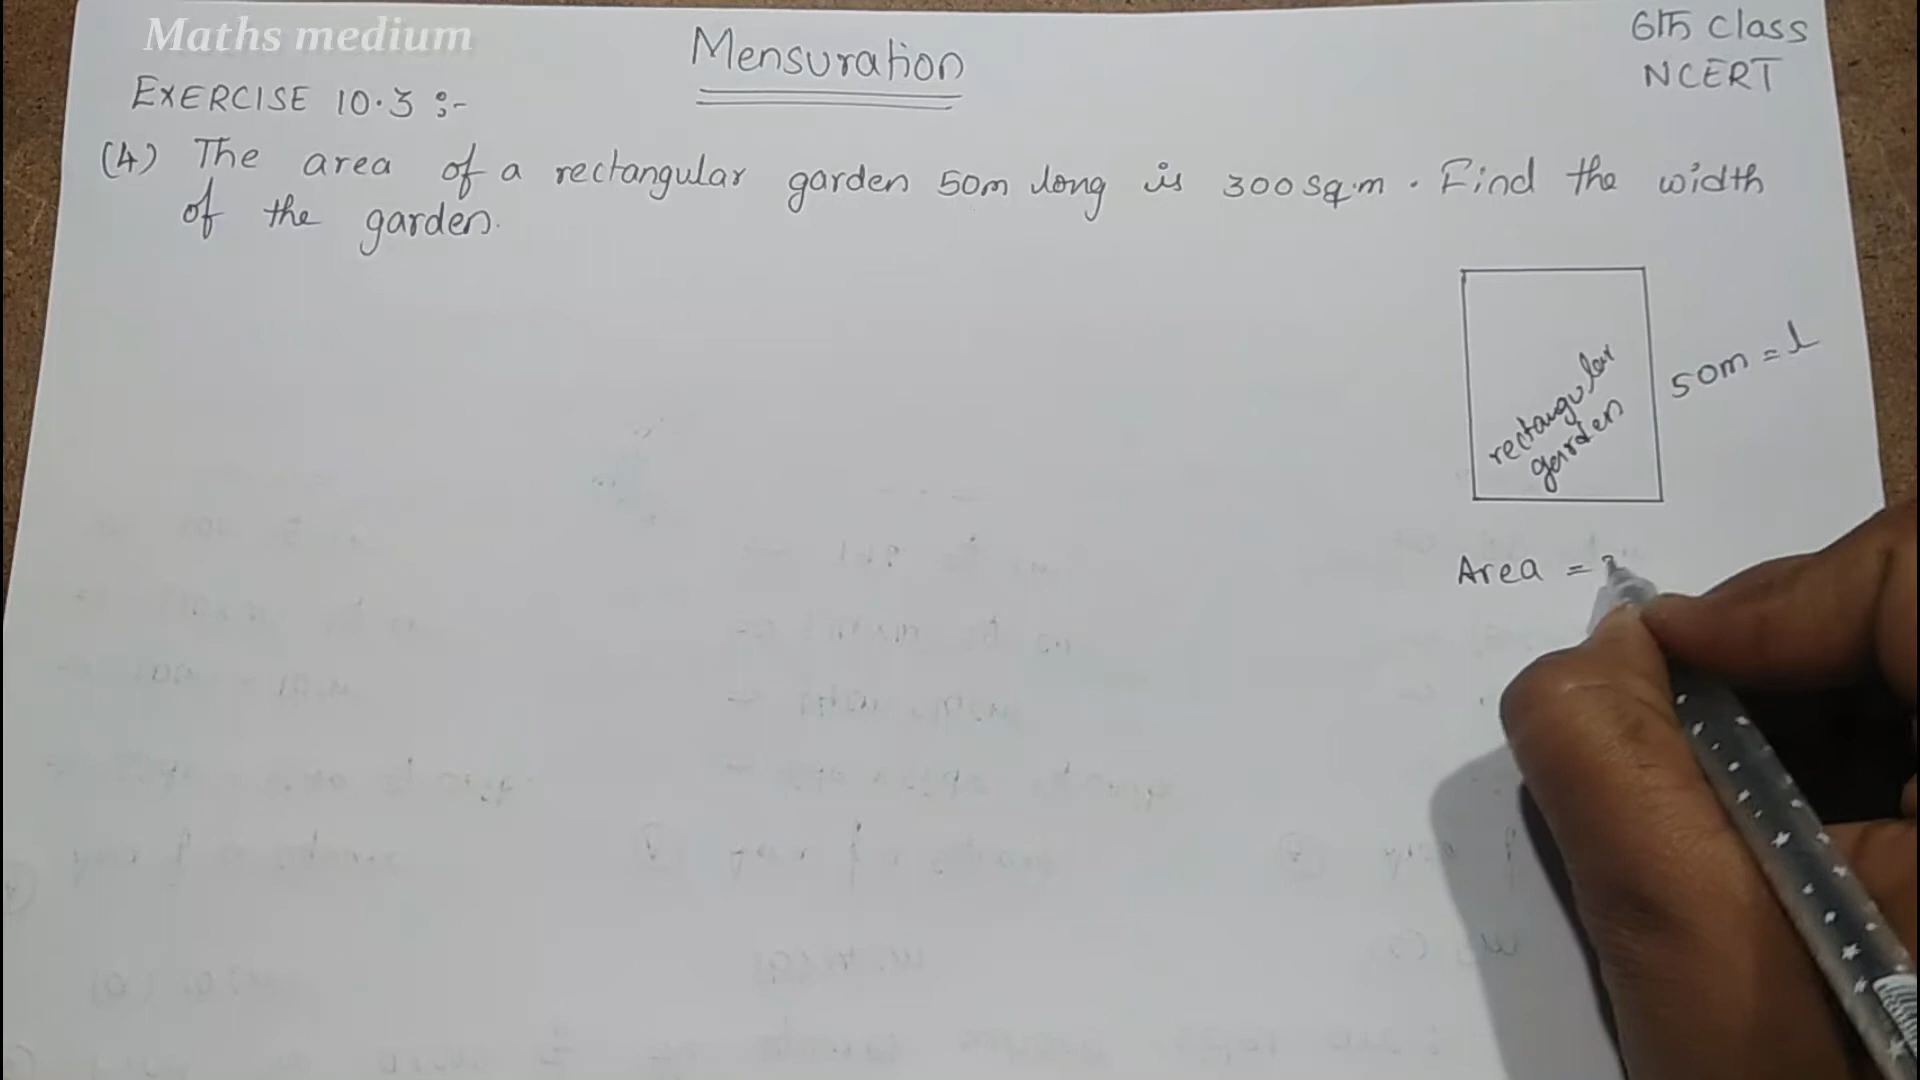 Maths medium
Mensuration
6th Class
NCERT
EXERCISE 10.3 :-
(4) The area of a rectangular garden 50m long is 300 sq.m. Find the width
of the garden.
rectangular
garden
50m = l
Area =